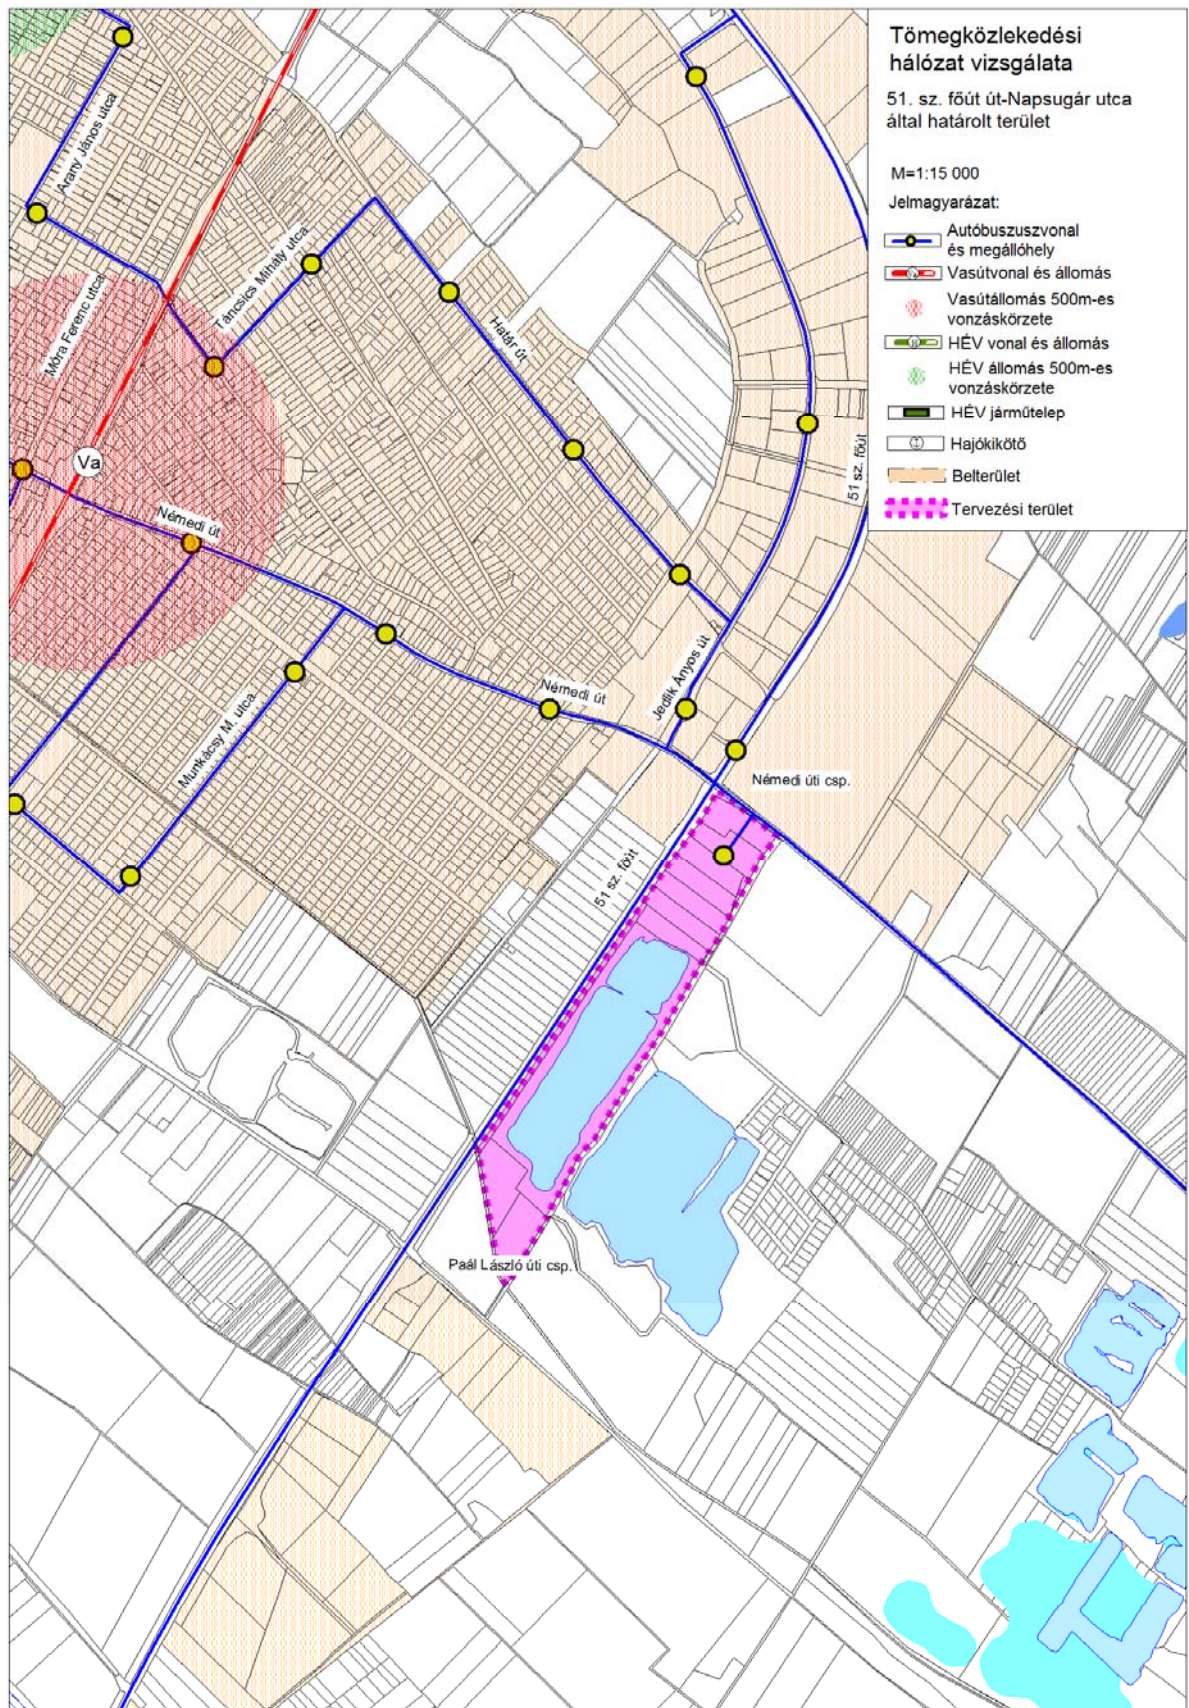 Tömegközlekedési
hálózat vizsgálata
51. sz. főút út-Napsugár utca
által határolt terület
M=1:15 000
Jelmagyarázat:
Autóbuszuszvonal
és megállóhely
Vasútvonal és állomás
Vasútállomás 500m-es
vonzáskörzete
HÉV vonal és állomás
HÉV állomás 500m-es
vonzáskörzete
HÉV járműtelep
Hajókikötő
Belterület
Tervezési terület
Arany János utca
Móra Ferenc utca
Táncsics Mihály utca
Határ út
51 sz. főút
Va
Némedi út
Némedi út
Jedlik Ányos út
Munkácsy M. utca
Némedi úti csp.
51 sz. főút
Paál László úti csp.